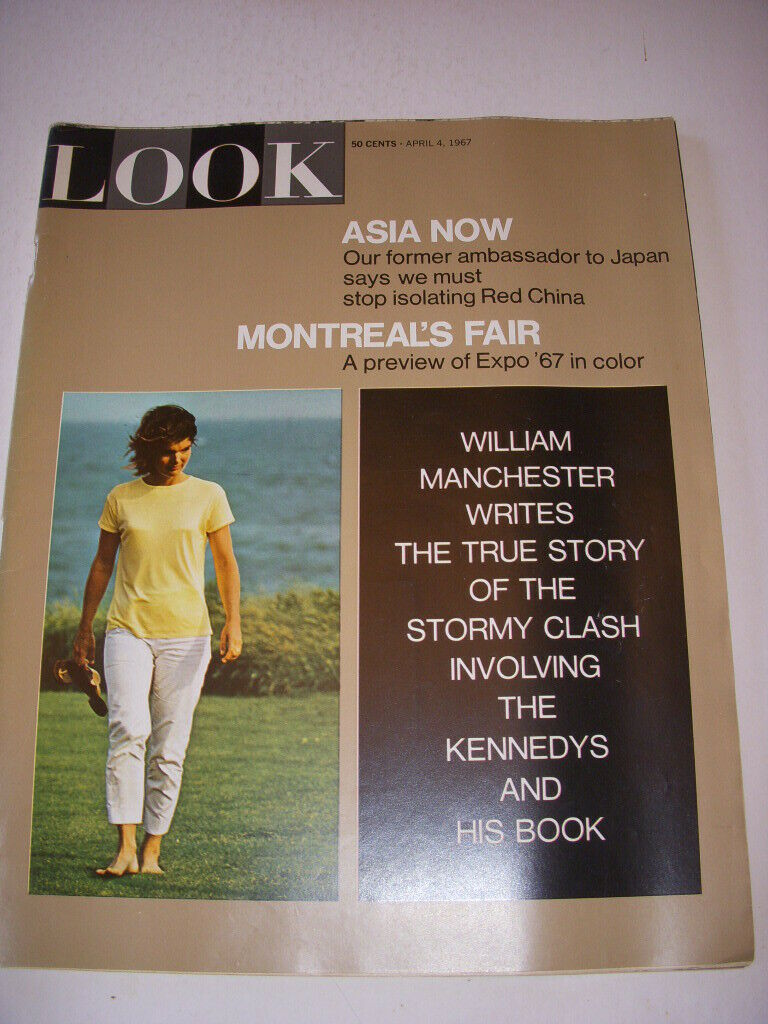 LOOK
50 CENTS · APRIL 4, 1967
ASIA NOW
Our former ambassador to Japan
says we must
stop isolating Red China
MONTREAL'S FAIR
A preview of Expo '67 in color
WILLIAM
MANCHESTER
WRITES
THE TRUE STORY
OF THE
STORMY CLASH
INVOLVING
THE
KENNEDYS
AND
HIS BOOK